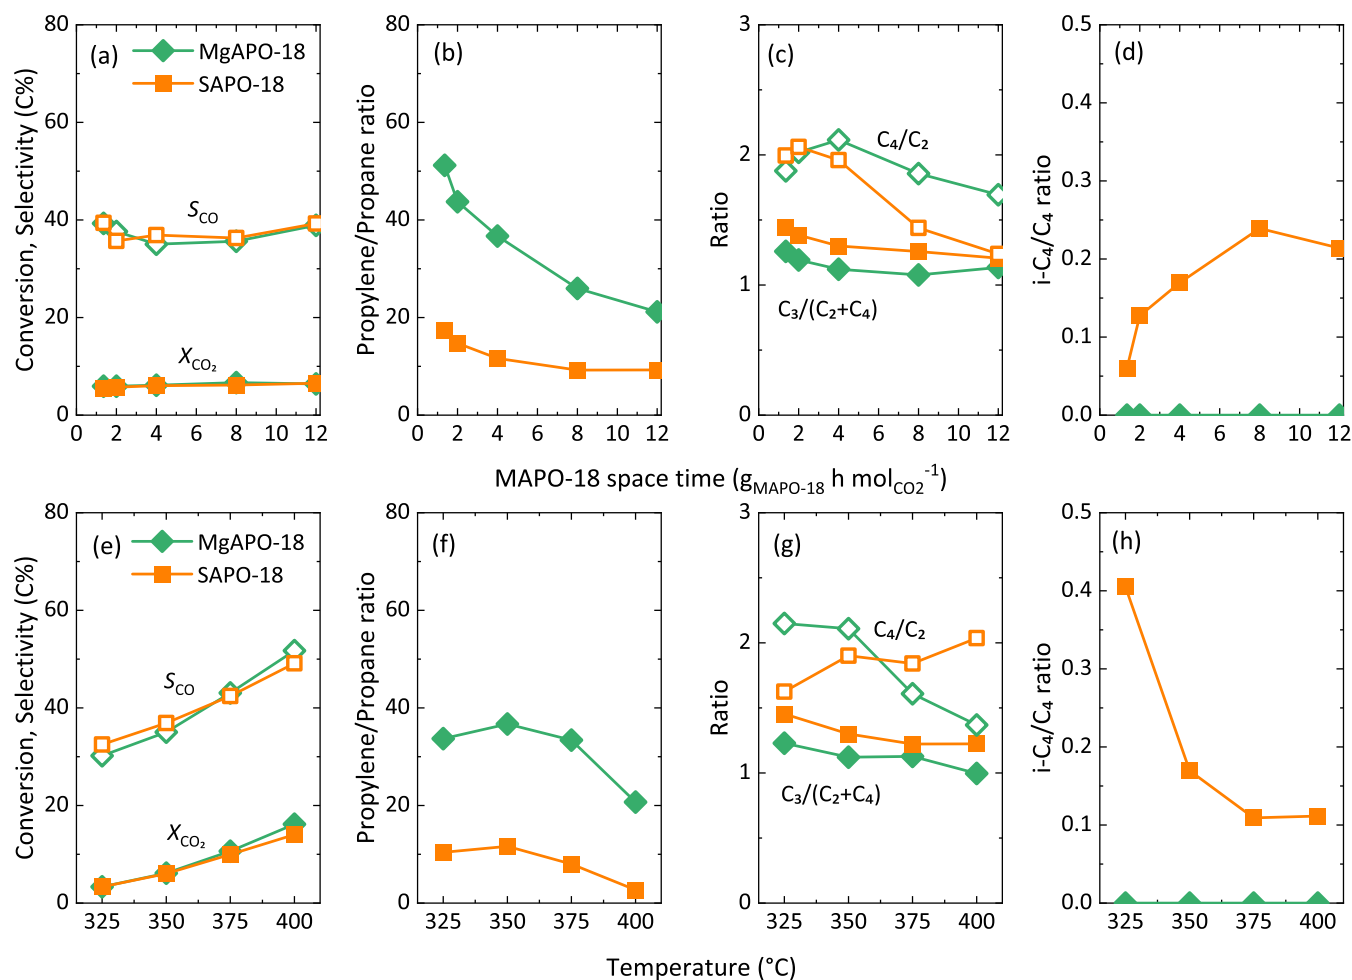 (a)
MgAPO-18
SAPO-18
S_CO
X_CO₂
Conversion, Selectivity (C%)
80
60
40
20
0
0 2 4 6 8 10 12
(b)
Propylene/Propane ratio
80
60
40
20
0
0 2 4 6 8 10 12
(c)
C₄/C₂
C₃/(C₂+C₄)
Ratio
3
2
1
0
0 2 4 6 8 10 12
(d)
i-C₄/C₄ ratio
0.5
0.4
0.3
0.2
0.1
0.0
0 2 4 6 8 10 12
MAPO-18 space time (g_MAPO-18 h mol_CO2⁻¹)
(e)
MgAPO-18
SAPO-18
S_CO
X_CO₂
Conversion, Selectivity (C%)
80
60
40
20
0
325 350 375 400
(f)
Propylene/Propane ratio
80
60
40
20
0
325 350 375 400
(g)
C₄/C₂
C₃/(C₂+C₄)
Ratio
3
2
1
0
325 350 375 400
(h)
i-C₄/C₄ ratio
0.5
0.4
0.3
0.2
0.1
0.0
325 350 375 400
Temperature (°C)